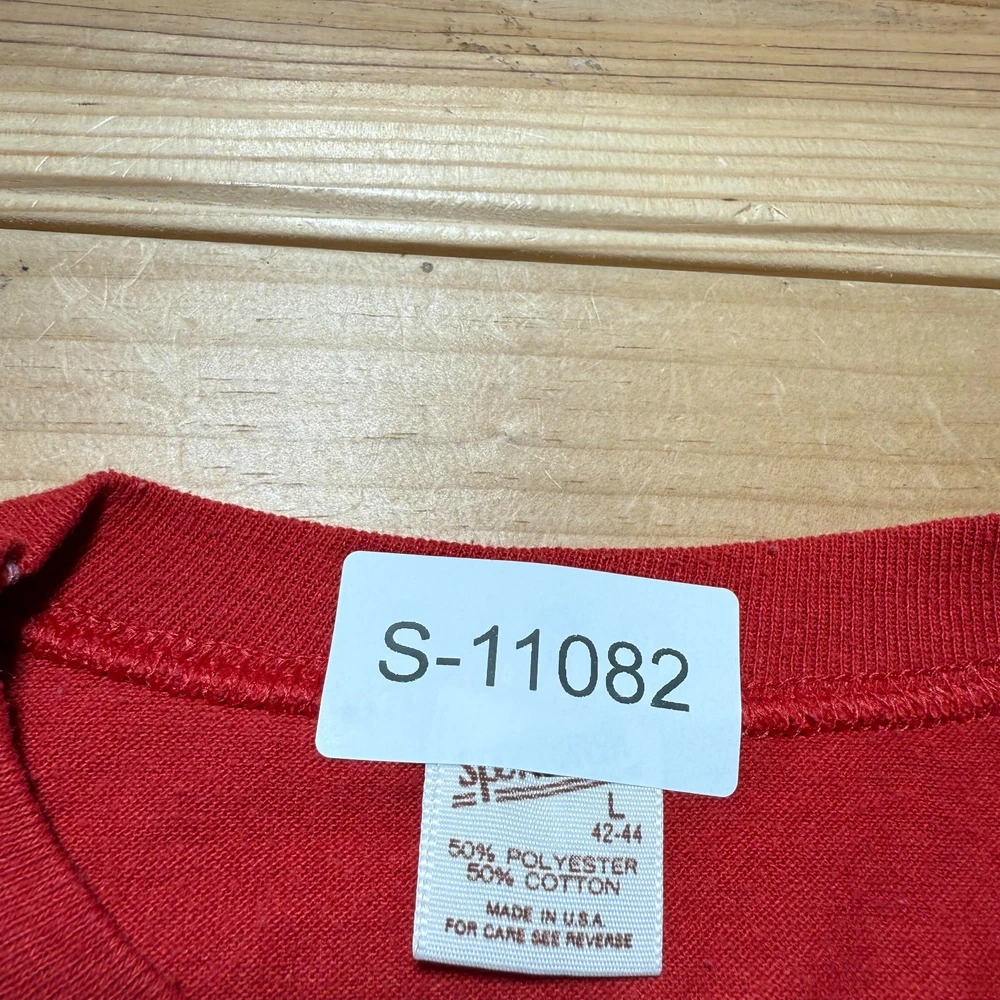 S-11082
L
42-44
50% POLYESTER
50% COTTON
MADE IN U.S.A.
FOR CARE SEE REVERSE